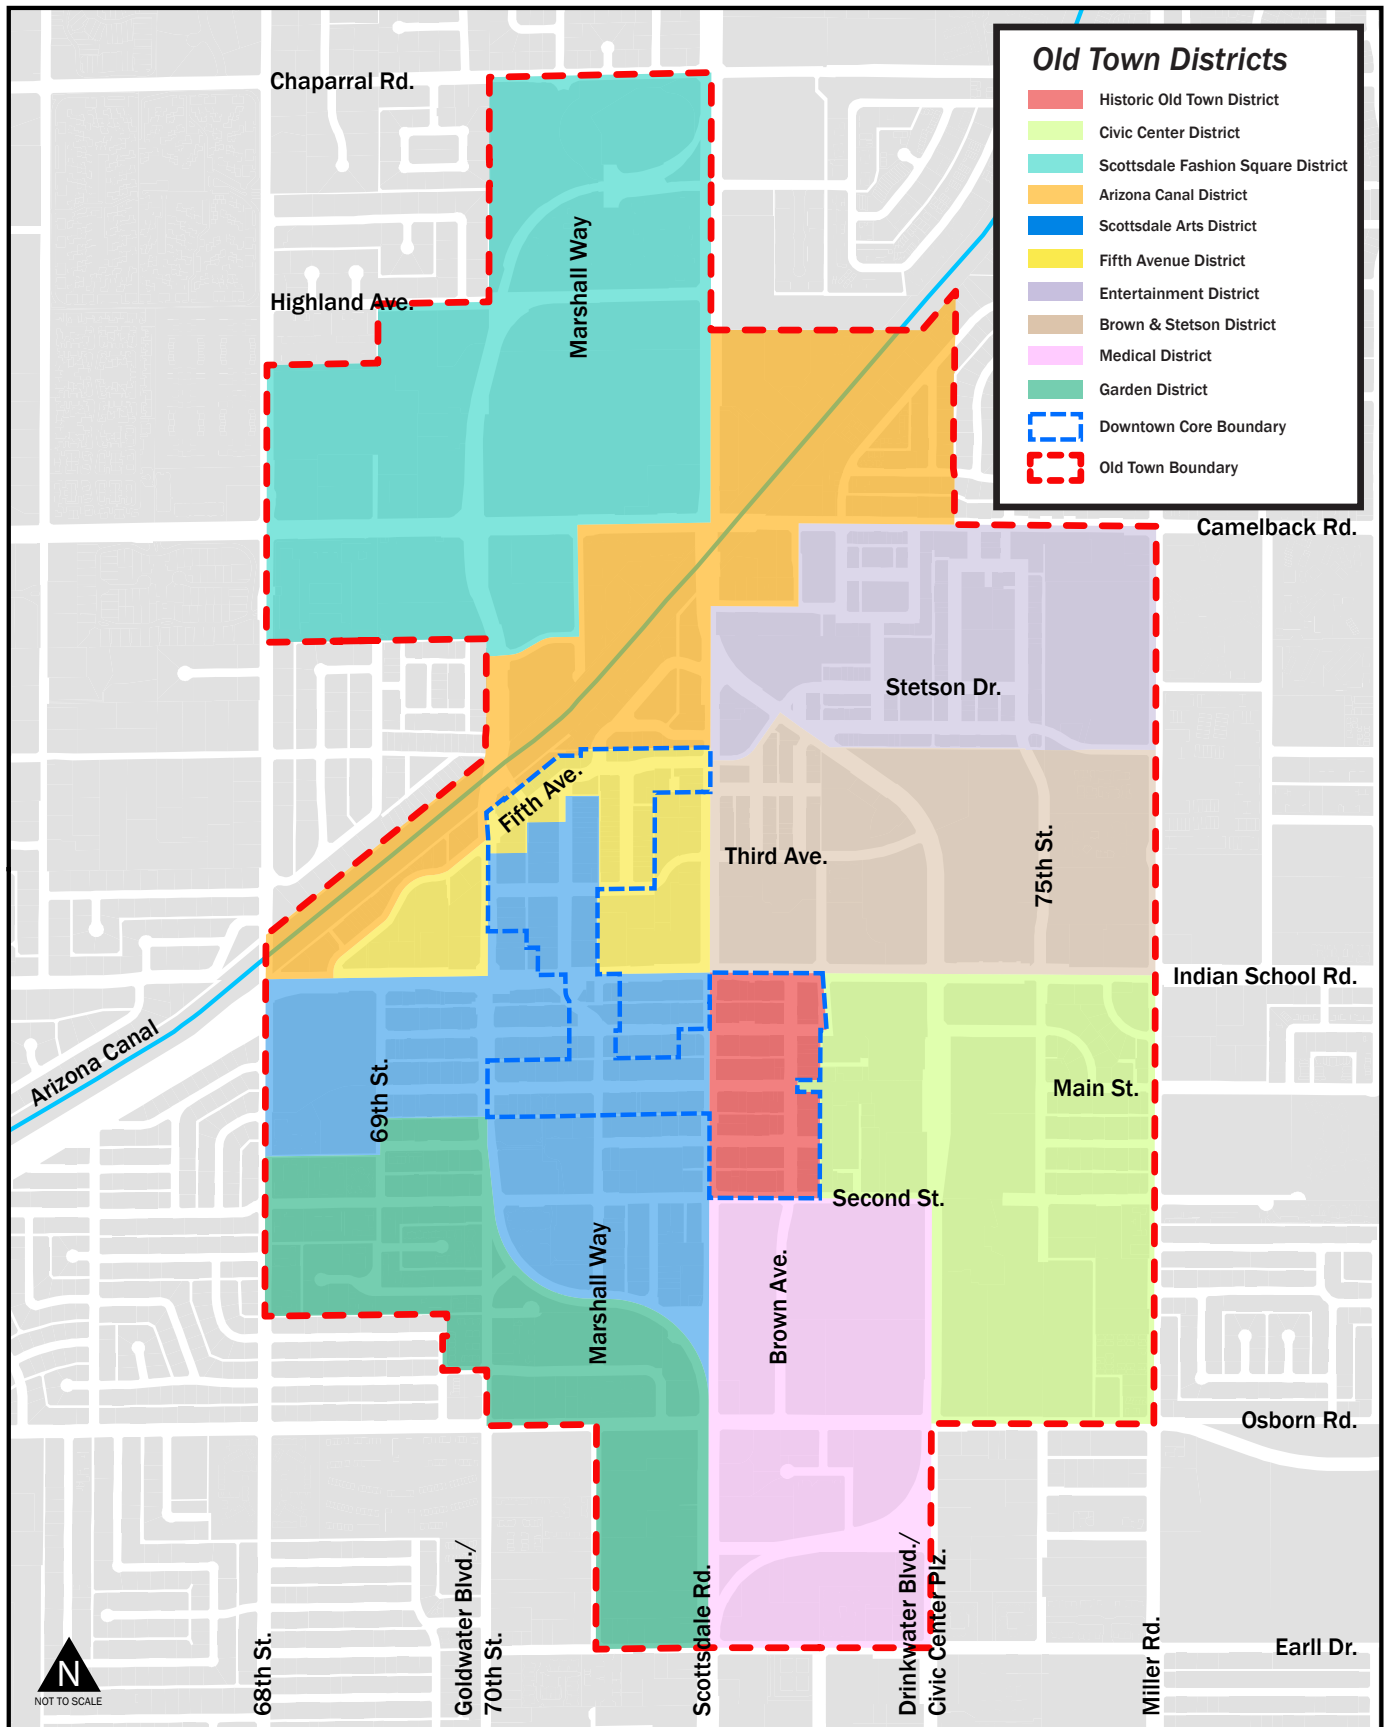 Old Town Districts
Historic Old Town District
Civic Center District
Scottsdale Fashion Square District
Arizona Canal District
Scottsdale Arts District
Fifth Avenue District
Entertainment District
Brown & Stetson District
Medical District
Garden District
Downtown Core Boundary
Old Town Boundary
Chaparral Rd.
Marshall Way
Highland Ave.
Camelback Rd.
Stetson Dr.
Fifth Ave.
Third Ave.
75th St.
Indian School Rd.
Arizona Canal
69th St.
Main St.
Second St.
Marshall Way
Brown Ave.
Osborn Rd.
68th St.
Goldwater Blvd./
70th St.
Scottsdale Rd.
Drinkwater Blvd./
Civic Center Plz.
Miller Rd.
Earll Dr.
N
NOT TO SCALE